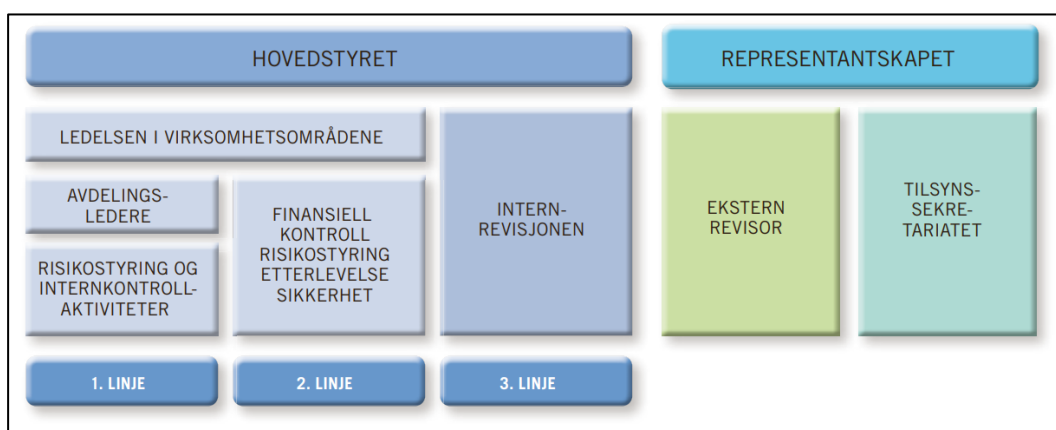 HOVEDSTYRET
REPRESENTANTSKAPET
LEDELSEN I VIRKSOMHETSOMRÅDENE
AVDELINGS-
LEDERE
RISIKOSTYRING OG
INTERNKONTROLL-
AKTIVITETER
FINANSIELL
KONTROLL
RISIKOSTYRING
ETTERLEVELSE
SIKKERHET
INTERN-
REVISJONEN
EKSTERN
REVISOR
TILSYNS-
SEKRE-
TARIATET
1. LINJE
2. LINJE
3. LINJE